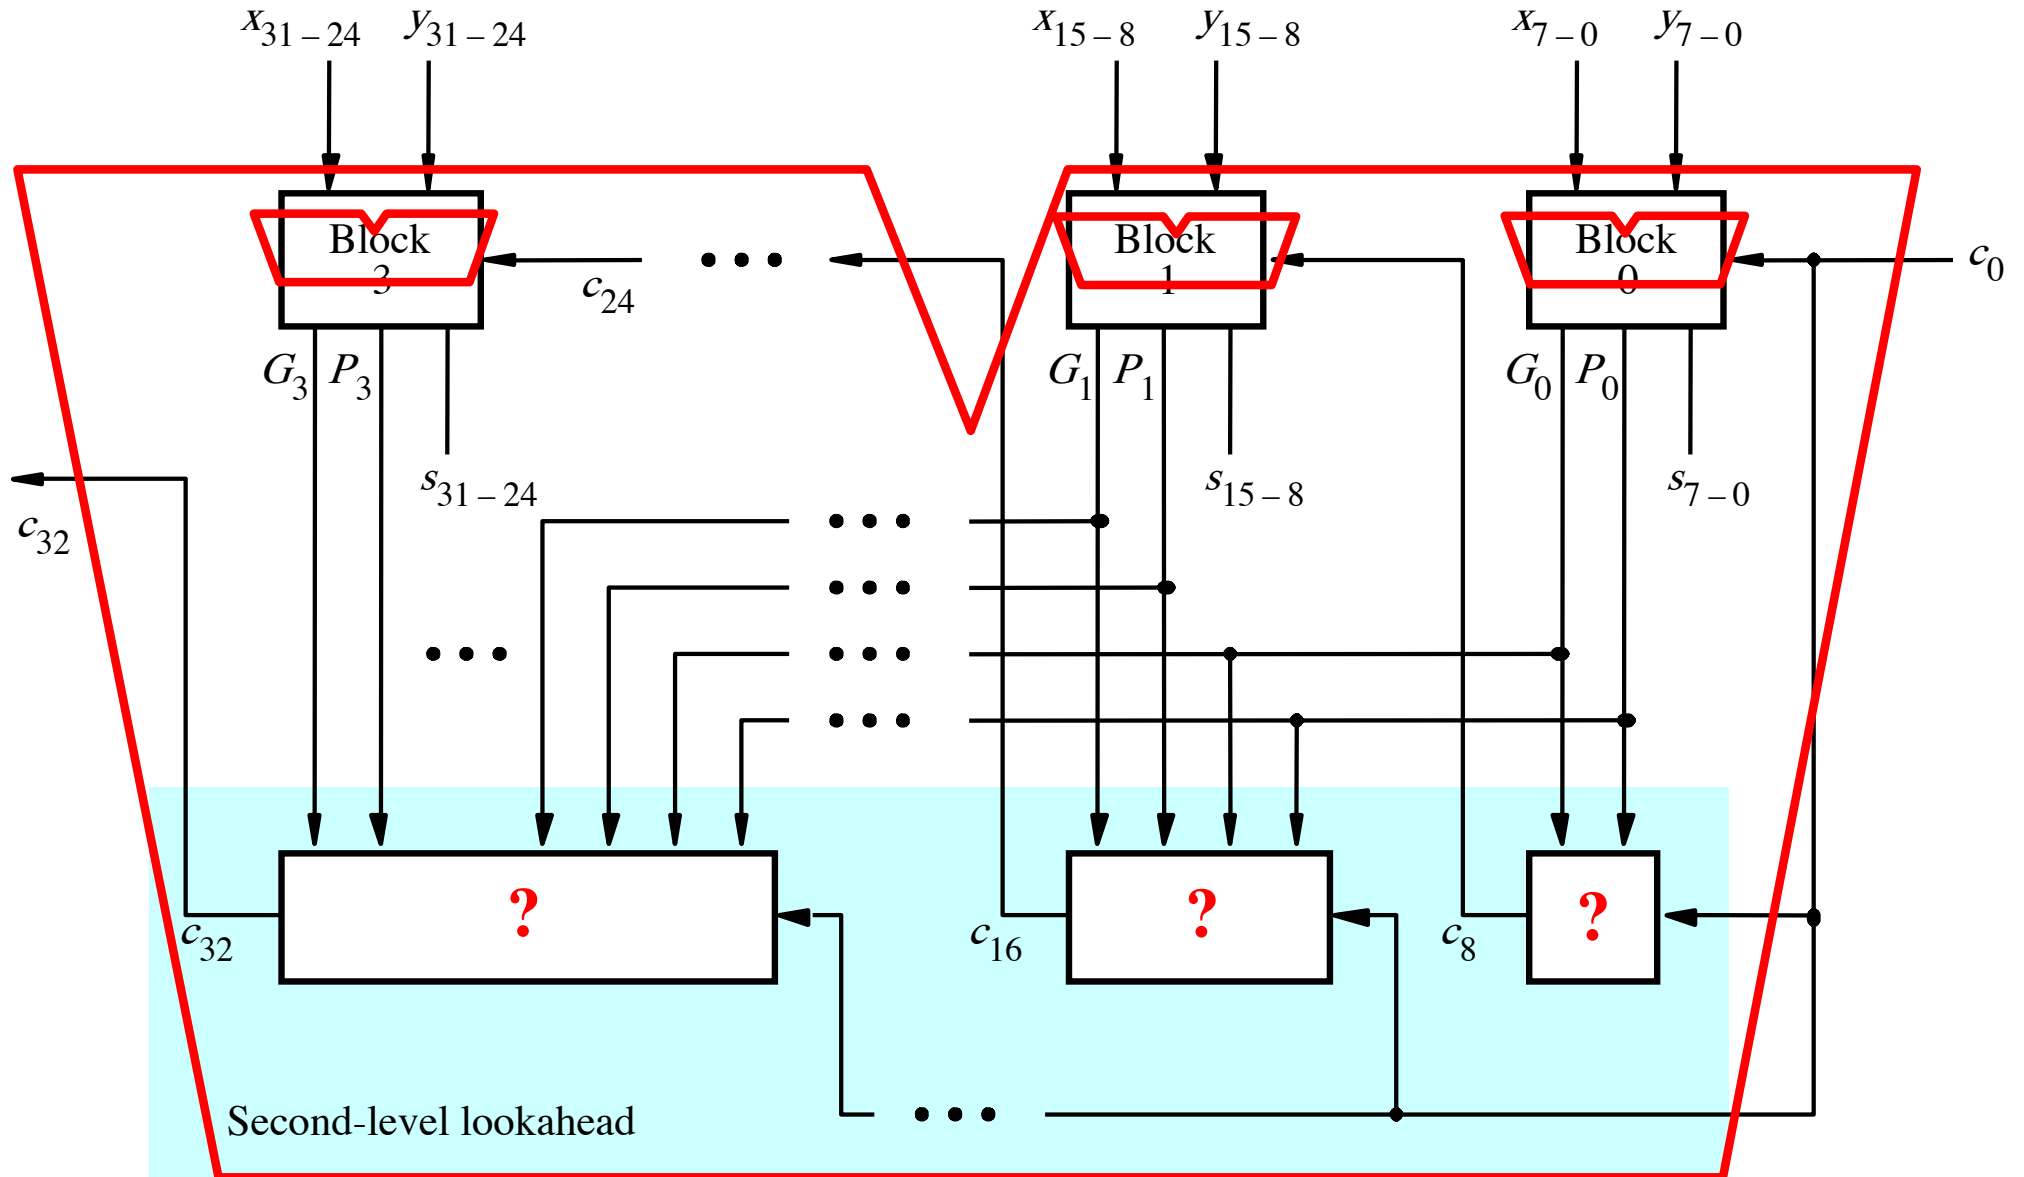 x31 – 24 y31 – 24 x15 – 8 y15 – 8 x7 – 0 y7 – 0
Block
3
Block
1
Block
0
c24
c0
G3 P3 G1 P1 G0 P0
s31 – 24 s15 – 8 s7 – 0
c32
? ? ?
c32 c16 c8
Second-level lookahead